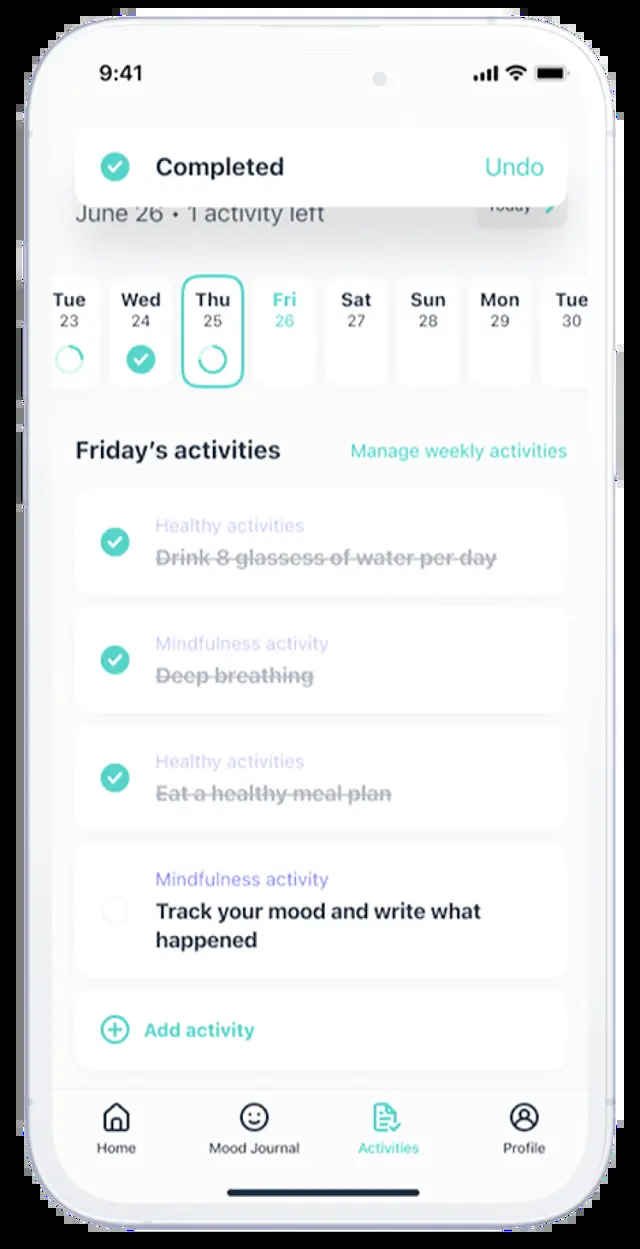 9:41
Completed
Undo
June 26 • 1 activity left
Today
Tue Wed Thu Fri Sat Sun Mon Tue
23 24 25 26 27 28 29 30
Friday's activities
Manage weekly activities
Healthy activities
Drink 8 glassess of water per day
Mindfulness activity
Deep breathing
Healthy activities
Eat a healthy meal plan
Mindfulness activity
Track your mood and write what
happened
Add activity
Home Mood Journal Activities Profile